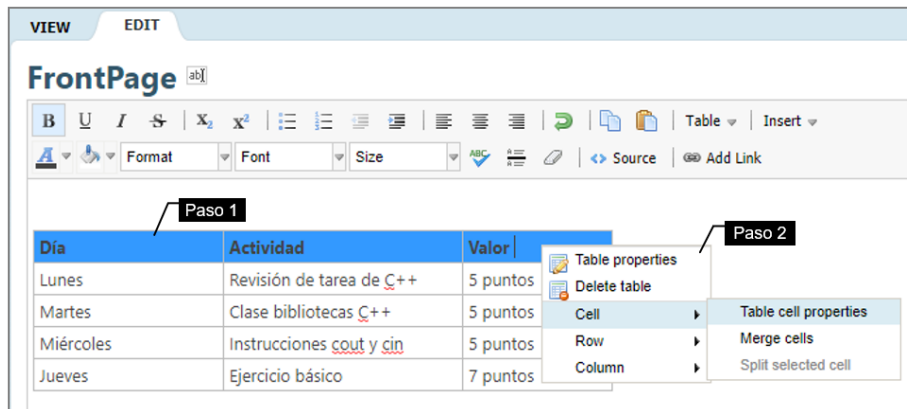 VIEW EDIT
FrontPage ab
B U I S X₂ X² Table Insert
A Format Font Size ABC Source Add Link
Paso 1
Paso 2
Día Actividad Valor
Lunes Revisión de tarea de C++ 5 puntos
Martes Clase bibliotecas C++ 5 puntos
Miércoles Instrucciones cout y cin 5 puntos
Jueves Ejercicio básico 7 puntos
Table properties
Delete table
Cell
Row
Column
Table cell properties
Merge cells
Split selected cell